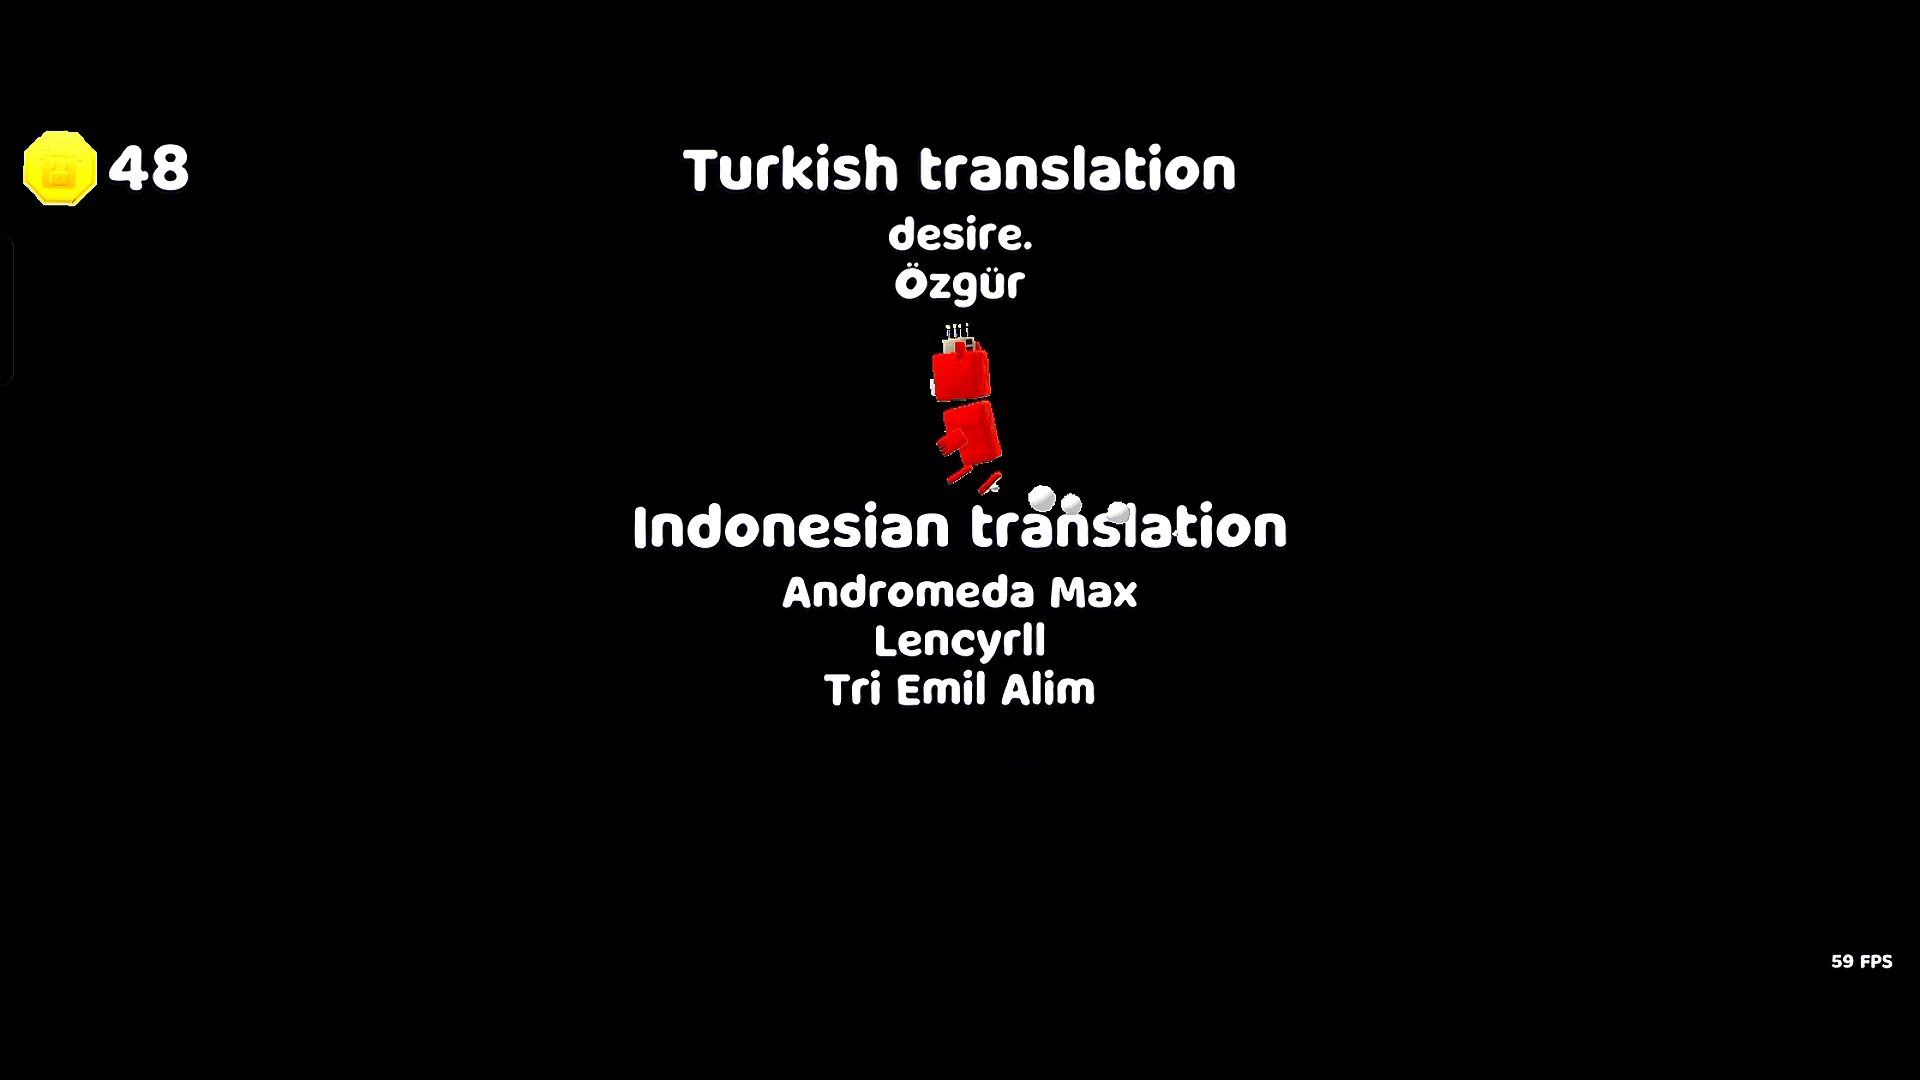 48
Turkish translation
desire.
Özgür
Indonesian translation
Andromeda Max
Lencyrll
Tri Emil Alim
59 FPS